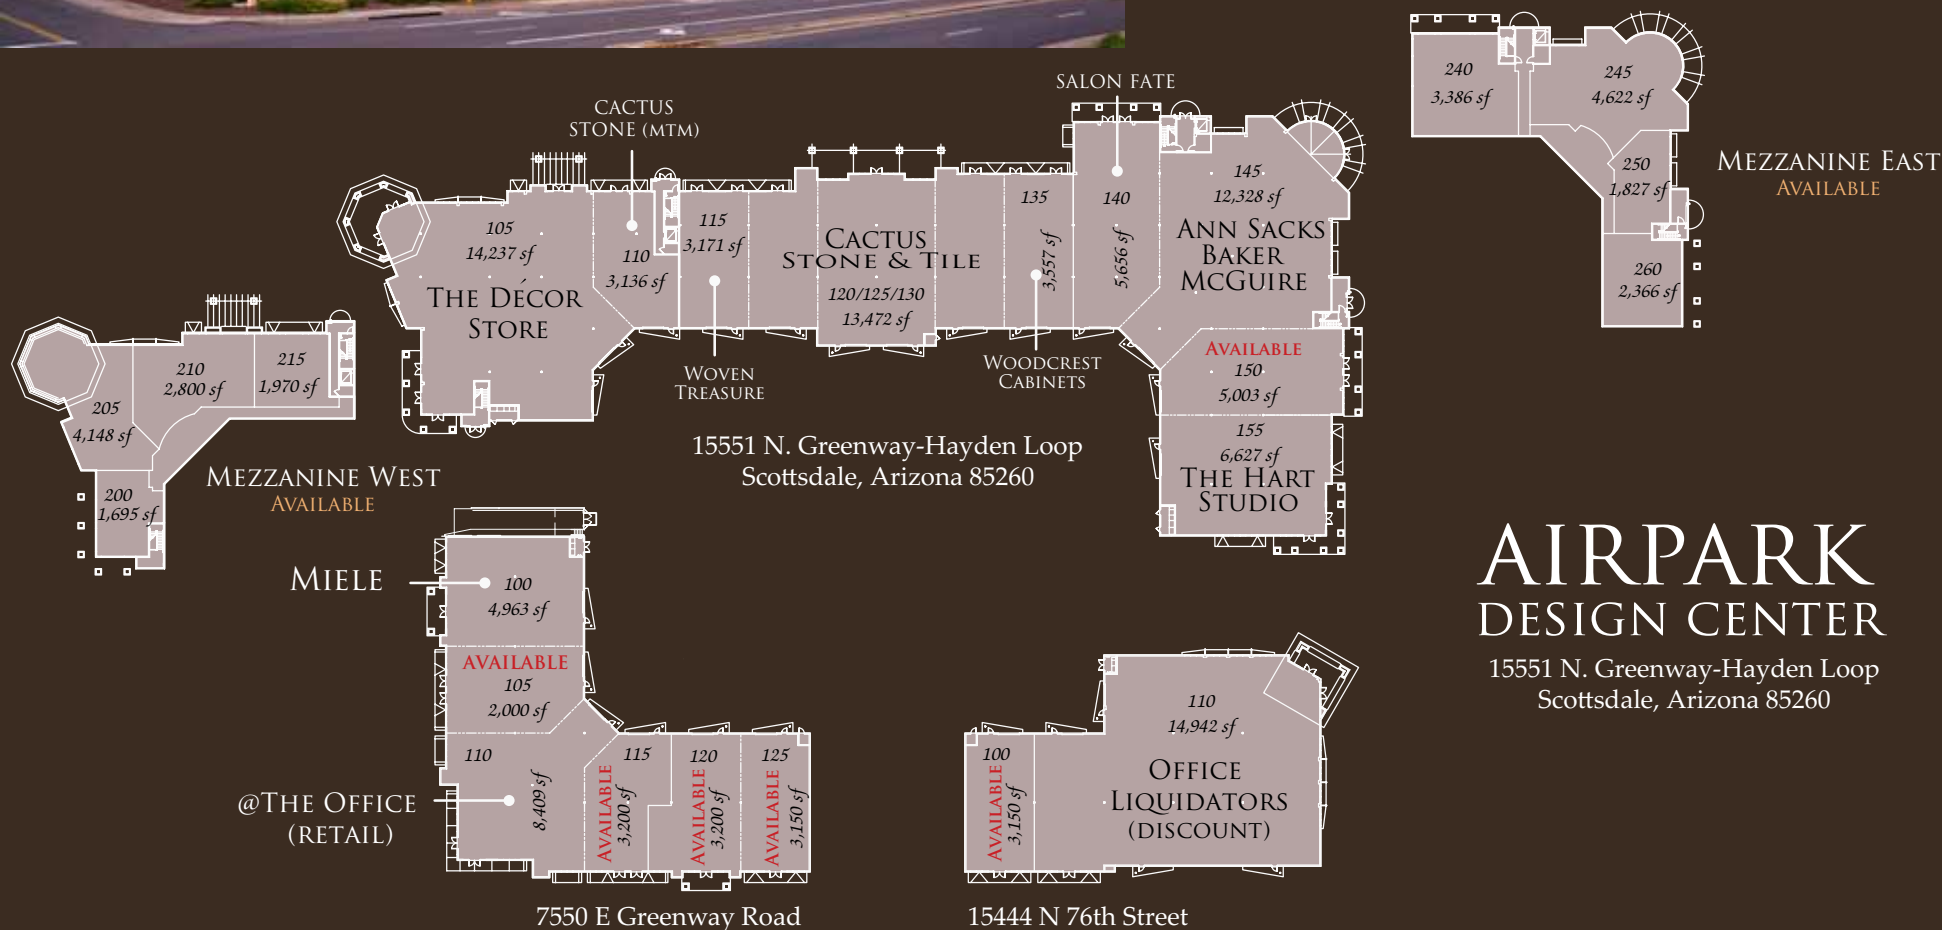 CACTUS
STONE (MTM)
SALON FATE
105
14,237 sf
THE DÉCOR
STORE
110
3,136 sf
115
3,171 sf
WOVEN
TREASURE
CACTUS
STONE & TILE
120/125/130
13,472 sf
135
3,557 sf
WOODCREST
CABINETS
140
5,656 sf
145
12,328 sf
ANN SACKS
BAKER
MCGUIRE
AVAILABLE
150
5,003 sf
155
6,627 sf
THE HART
STUDIO
15551 N. Greenway-Hayden Loop
Scottsdale, Arizona 85260
240
3,386 sf
245
4,622 sf
250
1,827 sf
260
2,366 sf
MEZZANINE EAST
AVAILABLE
205
4,148 sf
210
2,800 sf
215
1,970 sf
200
1,695 sf
MEZZANINE WEST
AVAILABLE
MIELE
100
4,963 sf
AVAILABLE
105
2,000 sf
110
8,409 sf
@THE OFFICE
(RETAIL)
115
AVAILABLE
3,200 sf
120
AVAILABLE
3,200 sf
125
AVAILABLE
3,150 sf
7550 E Greenway Road
100
AVAILABLE
3,150 sf
110
14,942 sf
OFFICE
LIQUIDATORS
(DISCOUNT)
15444 N 76th Street
AIRPARK
DESIGN CENTER
15551 N. Greenway-Hayden Loop
Scottsdale, Arizona 85260